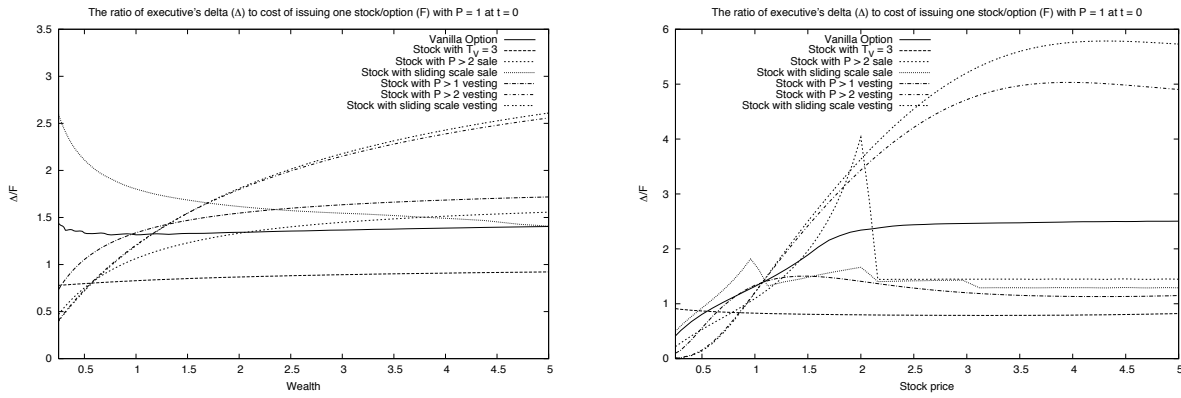 The ratio of executive's delta (Δ) to cost of issuing one stock/option (F) with P = 1 at t = 0
3.5
3
2.5
2
1.5
1
0.5
0
Δ/F
Vanilla Option
Stock with T_V = 3
Stock with P > 2 sale
Stock with sliding scale sale
Stock with P > 1 vesting
Stock with P > 2 vesting
Stock with sliding scale vesting
0.5 1 1.5 2 2.5 3 3.5 4 4.5 5
Wealth
The ratio of executive's delta (Δ) to cost of issuing one stock/option (F) with P = 1 at t = 0
6
5
4
3
2
1
0
Δ/F
Vanilla Option
Stock with T_V = 3
Stock with P > 2 sale
Stock with sliding scale sale
Stock with P > 1 vesting
Stock with P > 2 vesting
Stock with sliding scale vesting
0.5 1 1.5 2 2.5 3 3.5 4 4.5 5
Stock price